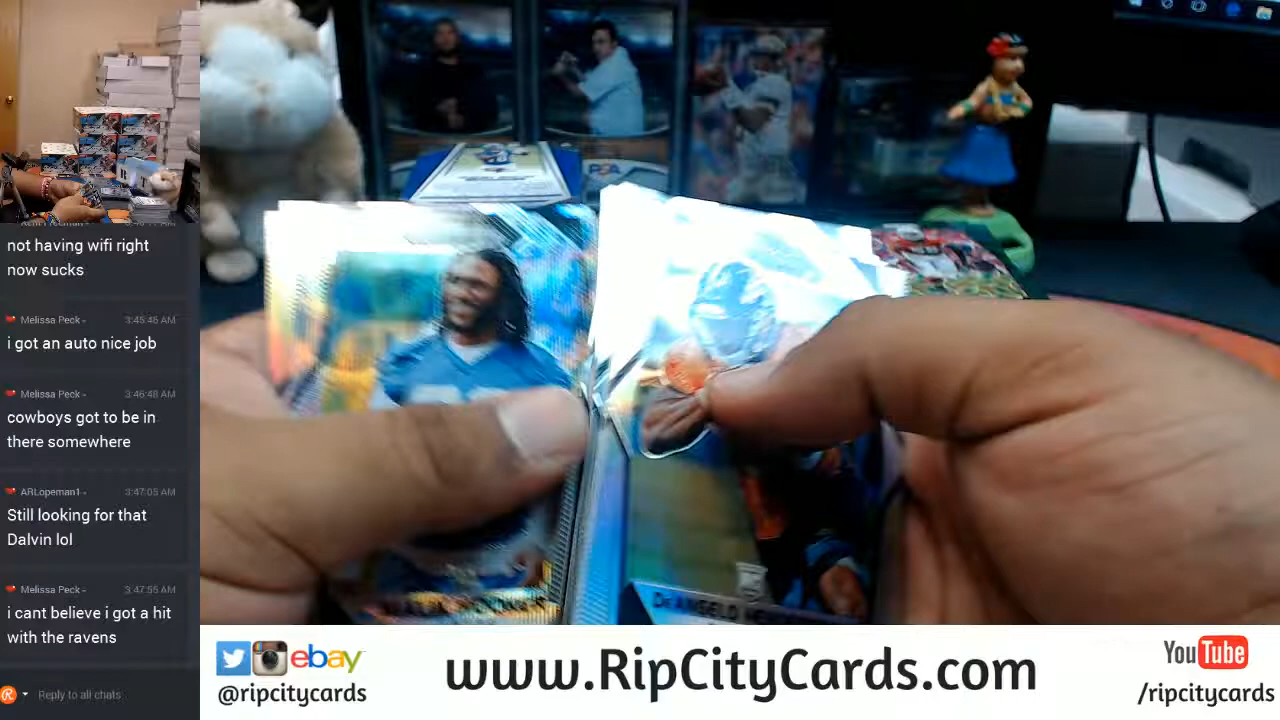 not having wifi right
now sucks
Melissa Peck
3:45:46 AM
i got an auto nice job
Melissa Peck
3:46:48 AM
cowboys got to be in
there somewhere
ARLopeman1
3:47:05 AM
Still looking for that
Dalvin lol
Melissa Peck
3:47:55 AM
i cant believe i got a hit
with the ravens
Reply to all chats
PSA
DeANGELO
ebay
@ripcitycards
www.RipCityCards.com
YouTube
/ripcitycards